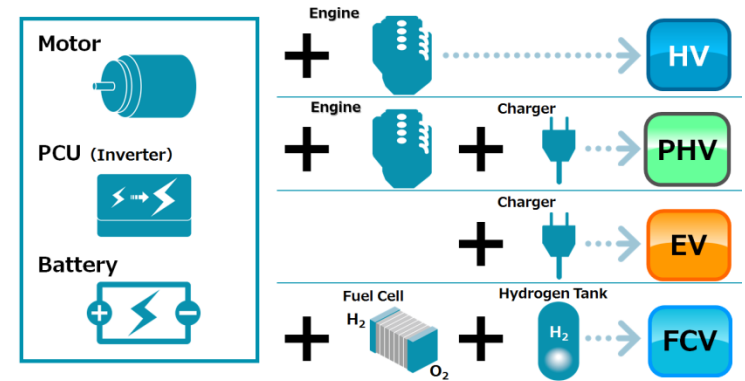 Motor
PCU（Inverter）
Battery
Engine
HV
Engine
Charger
PHV
Charger
EV
Fuel Cell
H2
O2
Hydrogen Tank
H2
FCV